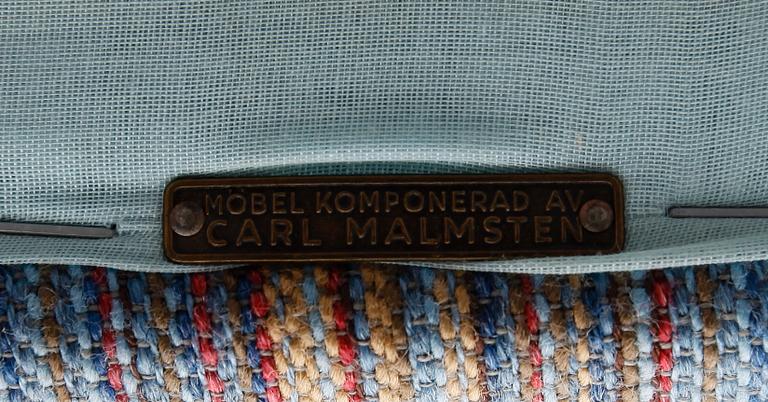 MÖBEL KOMPONERAD AV
CARL MALMSTEN